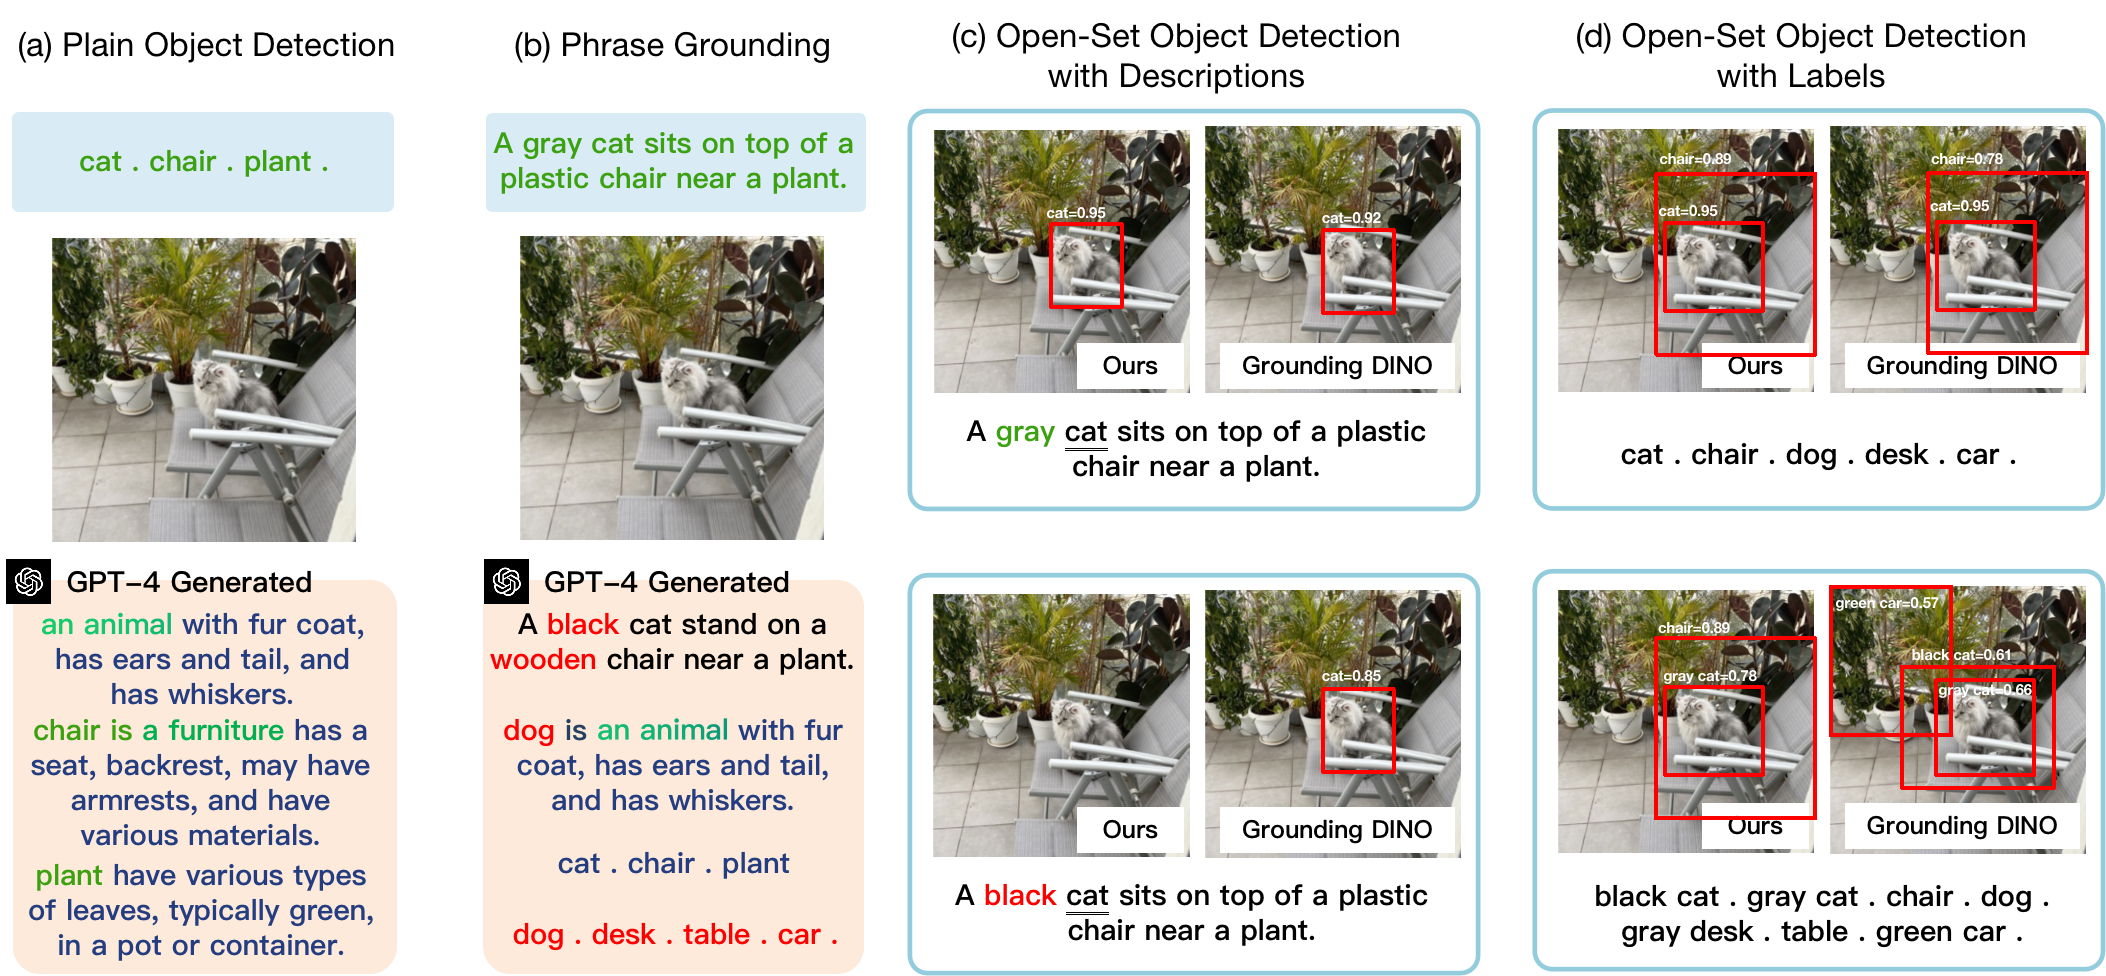 (a) Plain Object Detection
cat . chair . plant .
GPT-4 Generated
an animal with fur coat,
has ears and tail, and
has whiskers.
chair is a furniture has a
seat, backrest, may have
armrests, and have
various materials.
plant have various types
of leaves, typically green,
in a pot or container.
(b) Phrase Grounding
A gray cat sits on top of a
plastic chair near a plant.
GPT-4 Generated
A black cat stand on a
wooden chair near a plant.
dog is an animal with fur
coat, has ears and tail,
and has whiskers.
cat . chair . plant
dog . desk . table . car .
(c) Open-Set Object Detection
with Descriptions
cat=0.95
Ours
cat=0.92
Grounding DINO
A gray cat sits on top of a plastic
chair near a plant.
Ours
cat=0.85
Grounding DINO
A black cat sits on top of a plastic
chair near a plant.
(d) Open-Set Object Detection
with Labels
chair=0.89
cat=0.95
Ours
chair=0.78
cat=0.95
Grounding DINO
cat . chair . dog . desk . car .
chair=0.89
gray cat=0.78
Ours
green car=0.57
black cat=0.61
gray cat=0.66
Grounding DINO
black cat . gray cat . chair . dog .
gray desk . table . green car .